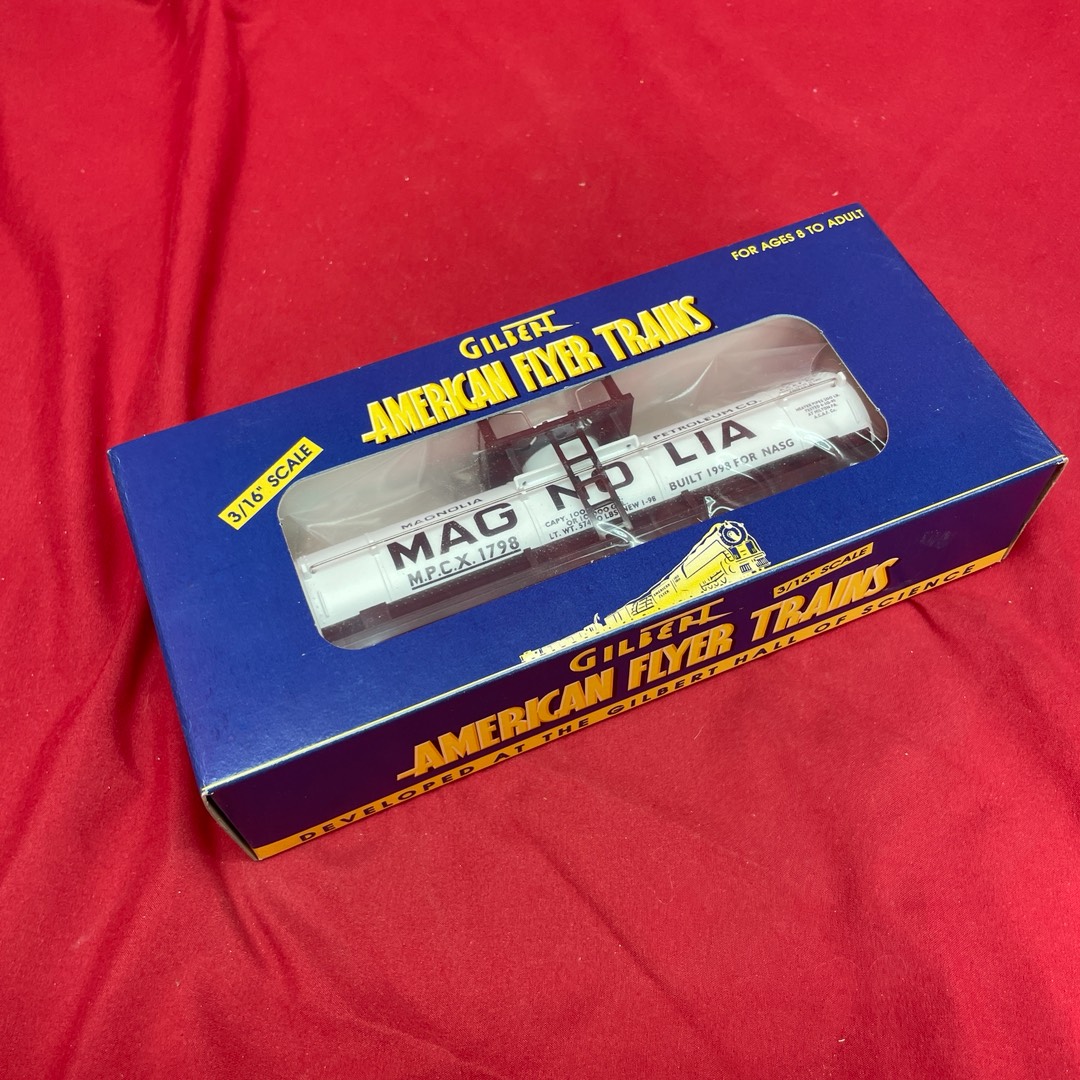 FOR AGES 8 TO ADULT
GILBERT
AMERICAN FLYER TRAINS
3/16" SCALE
MAGNOLIA
PETROLEUM CO.
MAG NO LIA
M.P.C.X. 1798
LT. WT.
NEW 1-98
BUILT 1998 FOR NASG
3/16" SCALE
GILBERT
AMERICAN FLYER TRAINS
DEVELOPED AT THE GILBERT HALL OF SCIENCE